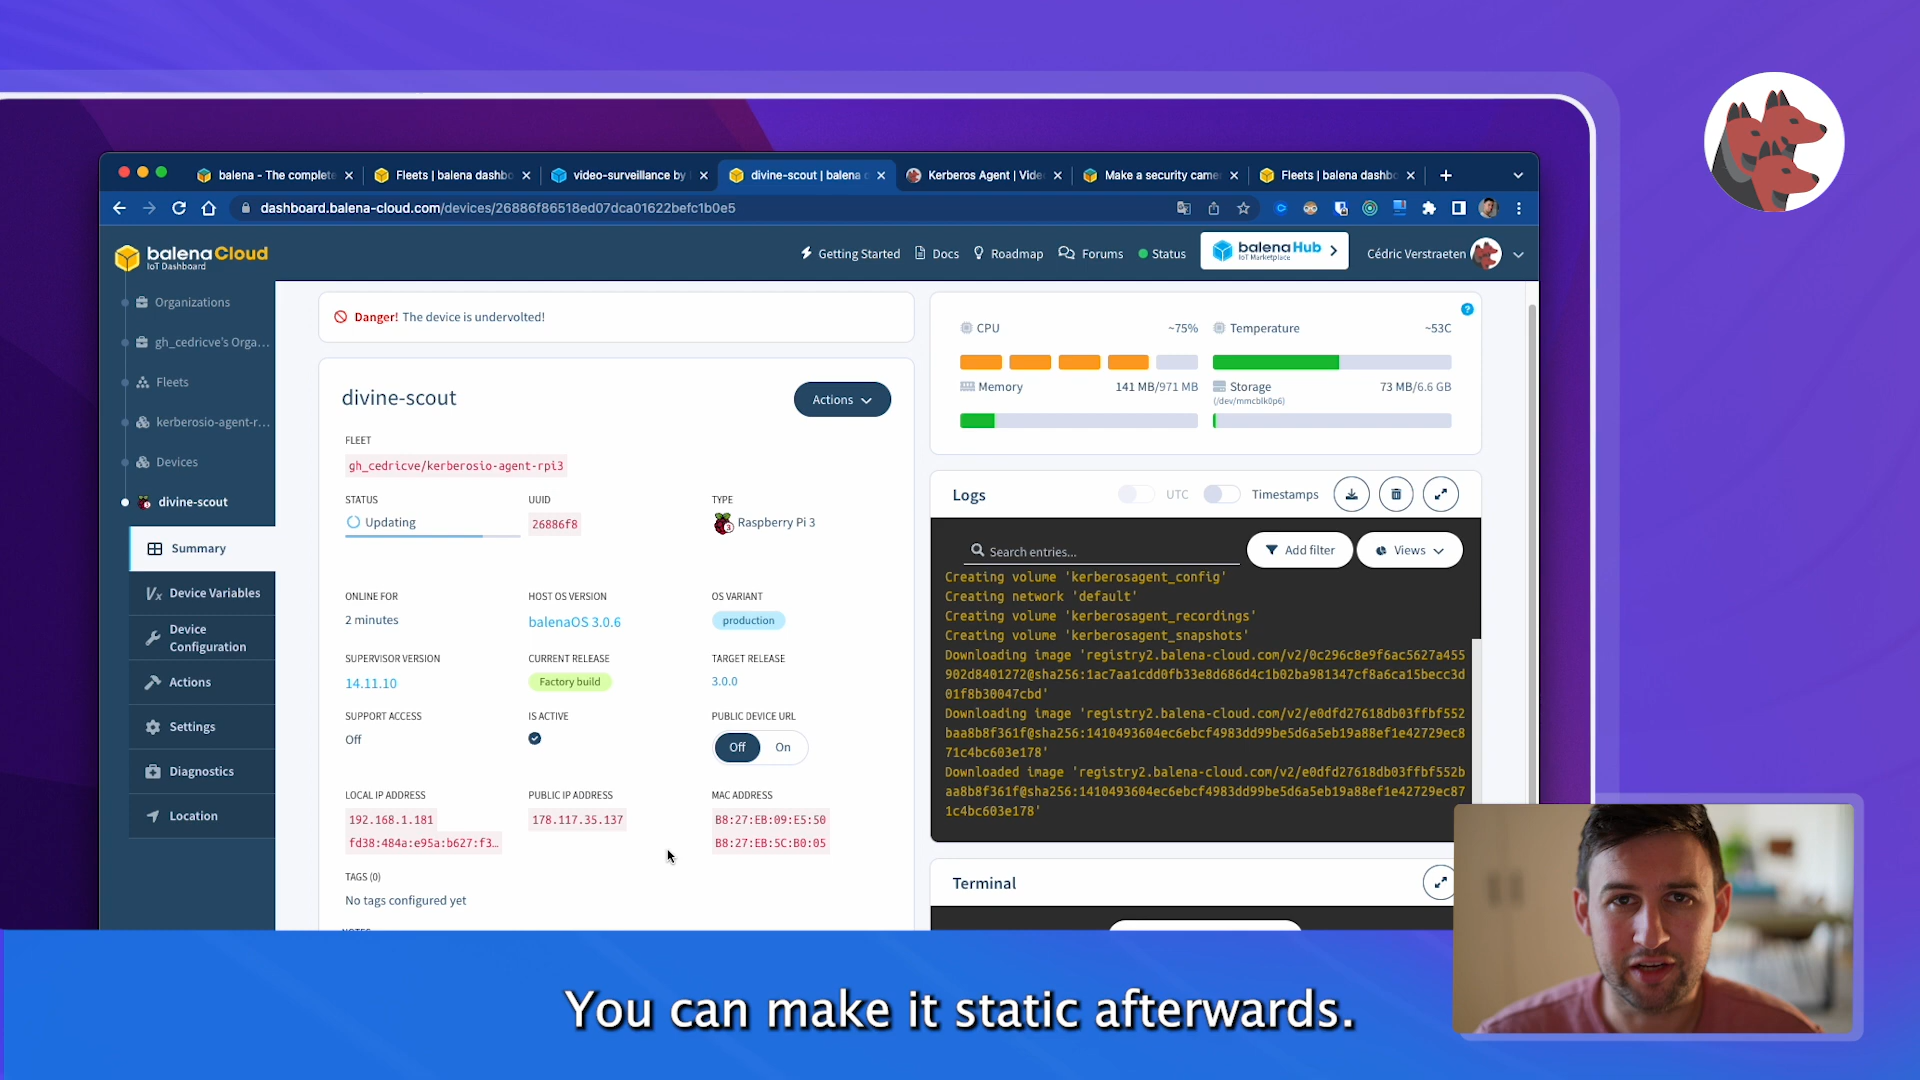 balena - The complete
Fleets | balena dashbo
video-surveillance by
divine-scout | balena
Kerberos Agent | Vide
Make a security came
Fleets | balena dashbo
dashboard.balena-cloud.com/devices/26886f86518ed07dca01622befc1b0e5
balenaCloud
IoT Dashboard
Getting Started
Docs
Roadmap
Forums
Status
balenaHub
IoT Marketplace
Cédric Verstraeten
Organizations
gh_cedricve's Orga...
Fleets
kerberosio-agent-r...
Devices
divine-scout
Summary
Device Variables
Device
Configuration
Actions
Settings
Diagnostics
Location
Danger! The device is undervolted!
divine-scout
Actions
FLEET
gh_cedricve/kerberosio-agent-rpi3
STATUS
Updating
UUID
26886f8
TYPE
Raspberry Pi 3
ONLINE FOR
2 minutes
HOST OS VERSION
balenaOS 3.0.6
OS VARIANT
production
SUPERVISOR VERSION
14.11.10
CURRENT RELEASE
Factory build
TARGET RELEASE
3.0.0
SUPPORT ACCESS
Off
IS ACTIVE
PUBLIC DEVICE URL
Off On
LOCAL IP ADDRESS
192.168.1.181
fd38:484a:e95a:b627:f3...
PUBLIC IP ADDRESS
178.117.35.137
MAC ADDRESS
B8:27:EB:09:E5:50
B8:27:EB:5C:B0:05
TAGS (0)
No tags configured yet
NOTES
CPU ~75%
Temperature ~53C
Memory 141 MB/971 MB
Storage 73 MB/6.6 GB
(/dev/mmcblk0p6)
Logs
UTC
Timestamps
Search entries...
Add filter
Views
Creating volume 'kerberosagent_config'
Creating network 'default'
Creating volume 'kerberosagent_recordings'
Creating volume 'kerberosagent_snapshots'
Downloading image 'registry2.balena-cloud.com/v2/0c296c8e9f6ac5627a455
902d8401272@sha256:1ac7aa1cdd0fb33e8d686d4c1b02ba981347cf8a6ca15becc3d
01f8b30047cbd'
Downloading image 'registry2.balena-cloud.com/v2/e0dfd27618db03ffbf552
baa8b8f361f@sha256:1410493604ec6ebcf4983dd99be5d6a5eb19a88ef1e42729ec8
71c4bc603e178'
Downloaded image 'registry2.balena-cloud.com/v2/e0dfd27618db03ffbf552b
aa8b8f361f@sha256:1410493604ec6ebcf4983dd99be5d6a5eb19a88ef1e42729ec87
1c4bc603e178'
Terminal
You can make it static afterwards.